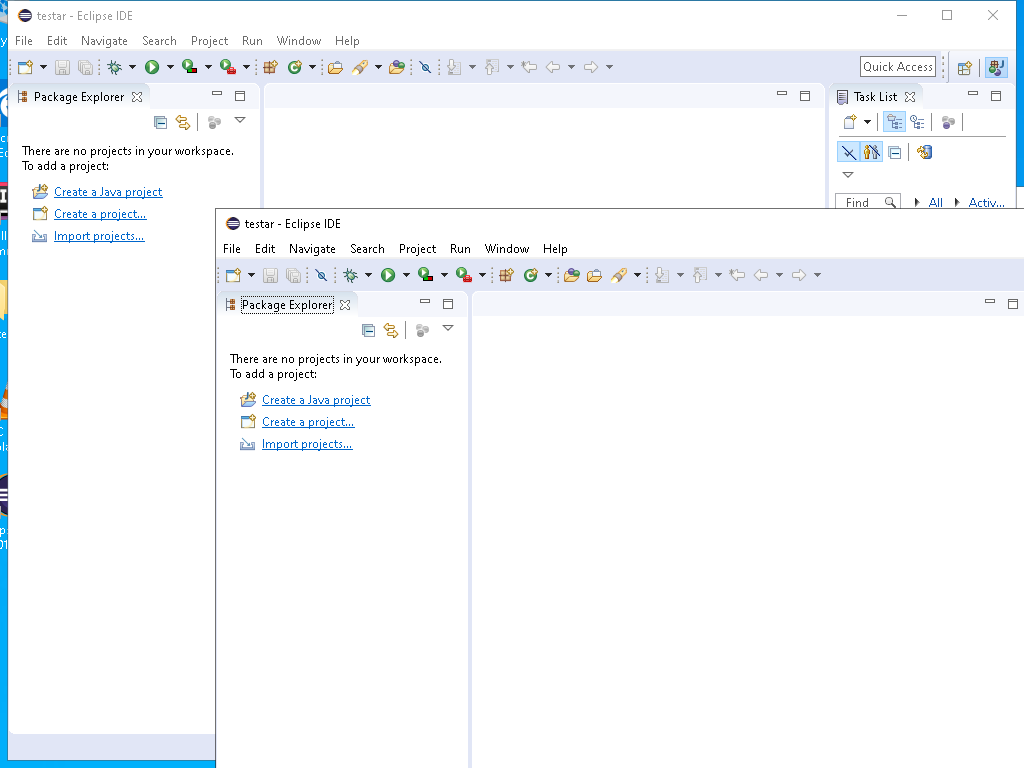 testar - Eclipse IDE
File Edit Navigate Search Project Run Window Help
Quick Access
Package Explorer
Task List
There are no projects in your workspace.
To add a project:
Create a Java project
Create a project...
Import projects...
Find All Activ...
testar - Eclipse IDE
File Edit Navigate Search Project Run Window Help
Package Explorer
There are no projects in your workspace.
To add a project:
Create a Java project
Create a project...
Import projects...